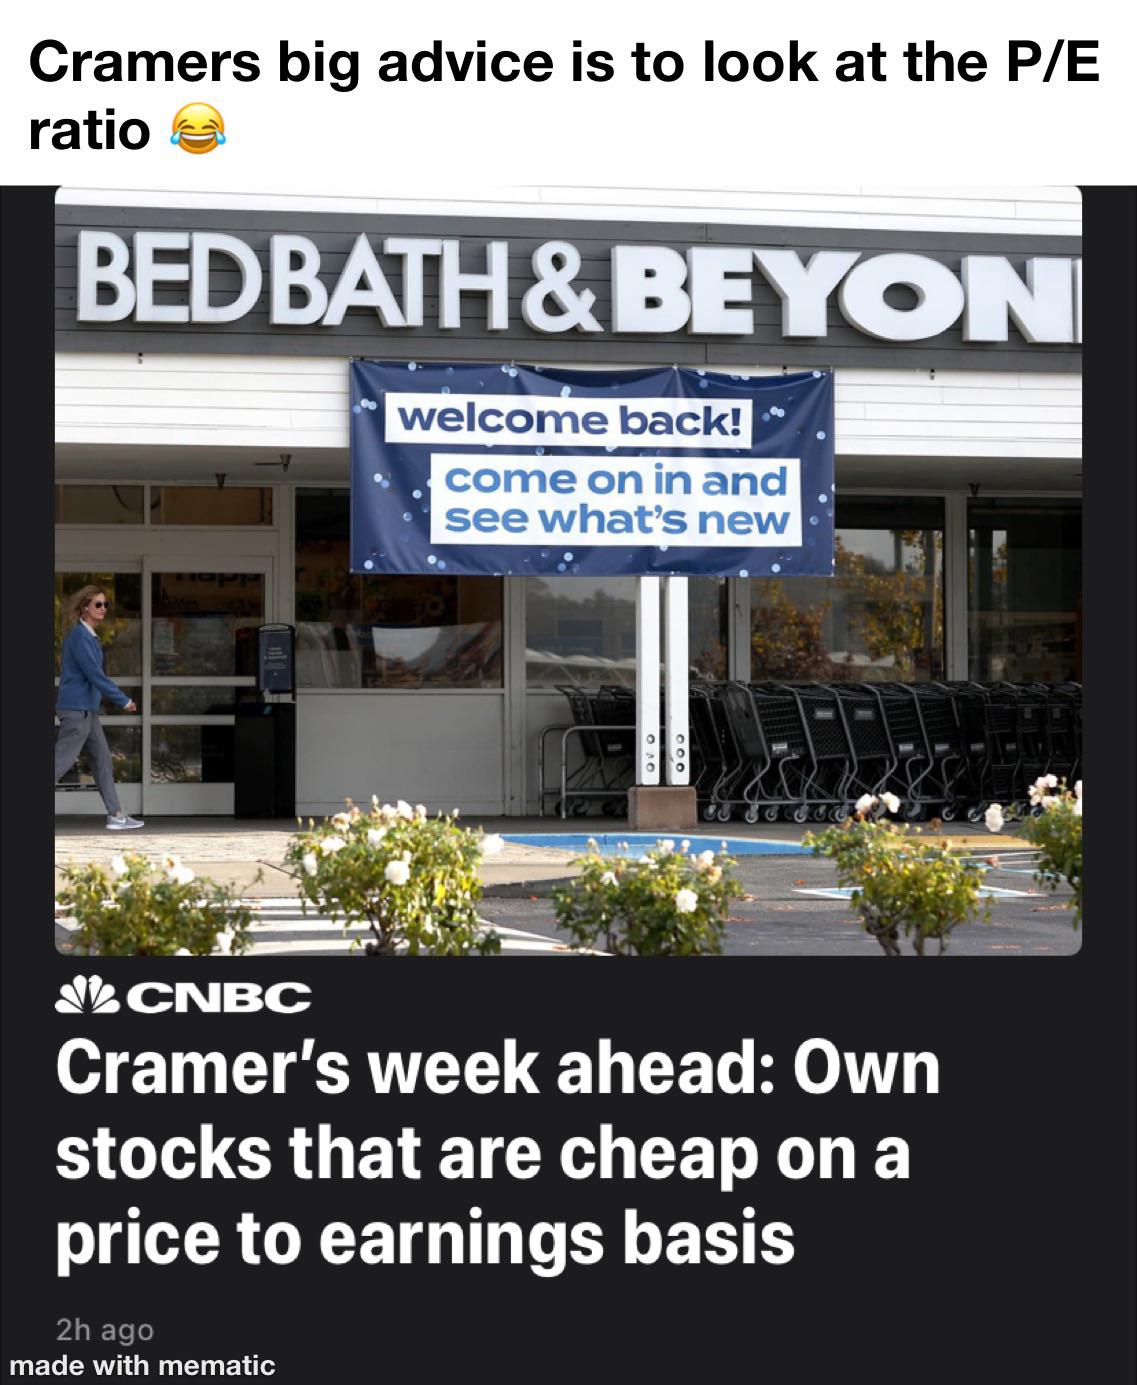 Cramers big advice is to look at the P/E
ratio 😂
BED BATH & BEYON
welcome back!
come on in and
see what's new
CNBC
Cramer's week ahead: Own
stocks that are cheap on a
price to earnings basis
2h ago
made with mematic